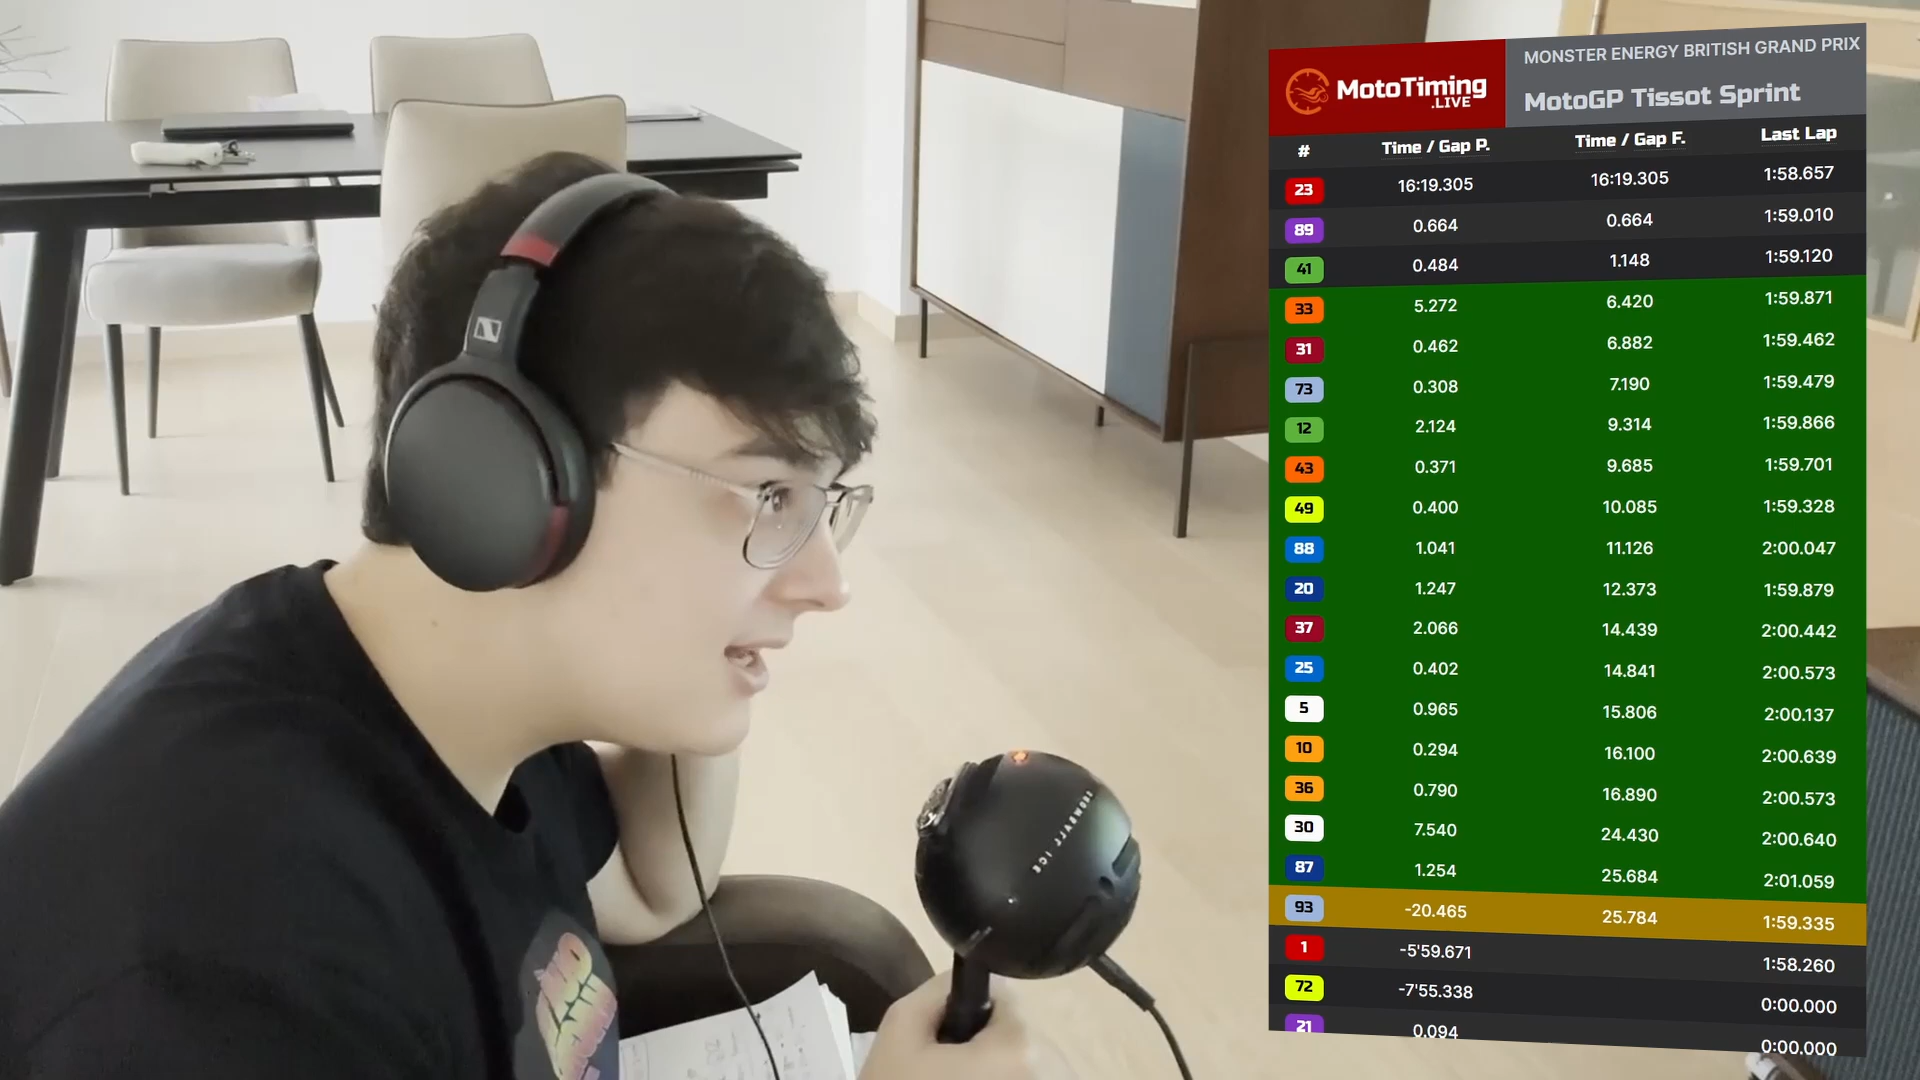 MotoTiming
.LIVE
MONSTER ENERGY BRITISH GRAND PRIX
MotoGP Tissot Sprint
# Time / Gap P. Time / Gap F. Last Lap
23 16:19.305 16:19.305 1:58.657
89 0.664 0.664 1:59.010
41 0.484 1.148 1:59.120
33 5.272 6.420 1:59.871
31 0.462 6.882 1:59.462
73 0.308 7.190 1:59.479
12 2.124 9.314 1:59.866
43 0.371 9.685 1:59.701
49 0.400 10.085 1:59.328
88 1.041 11.126 2:00.047
20 1.247 12.373 1:59.879
37 2.066 14.439 2:00.442
25 0.402 14.841 2:00.573
5 0.965 15.806 2:00.137
10 0.294 16.100 2:00.639
36 0.790 16.890 2:00.573
30 7.540 24.430 2:00.640
87 1.254 25.684 2:01.059
93 -20.465 25.784 1:59.335
1 -5'59.671 1:58.260
72 -7'55.338 0:00.000
21 0.094 0:00.000
SNOWBALL ICE